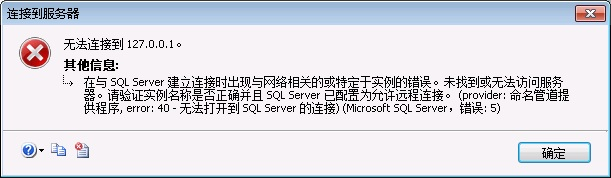 连接到服务器
无法连接到 127.0.0.1。
其他信息:
在与 SQL Server 建立连接时出现与网络相关的或特定于实例的错误。未找到或无法访问服务
器。请验证实例名称是否正确并且 SQL Server 已配置为允许远程连接。 (provider: 命名管道提
供程序, error: 40 - 无法打开到 SQL Server 的连接) (Microsoft SQL Server，错误: 5)
确定